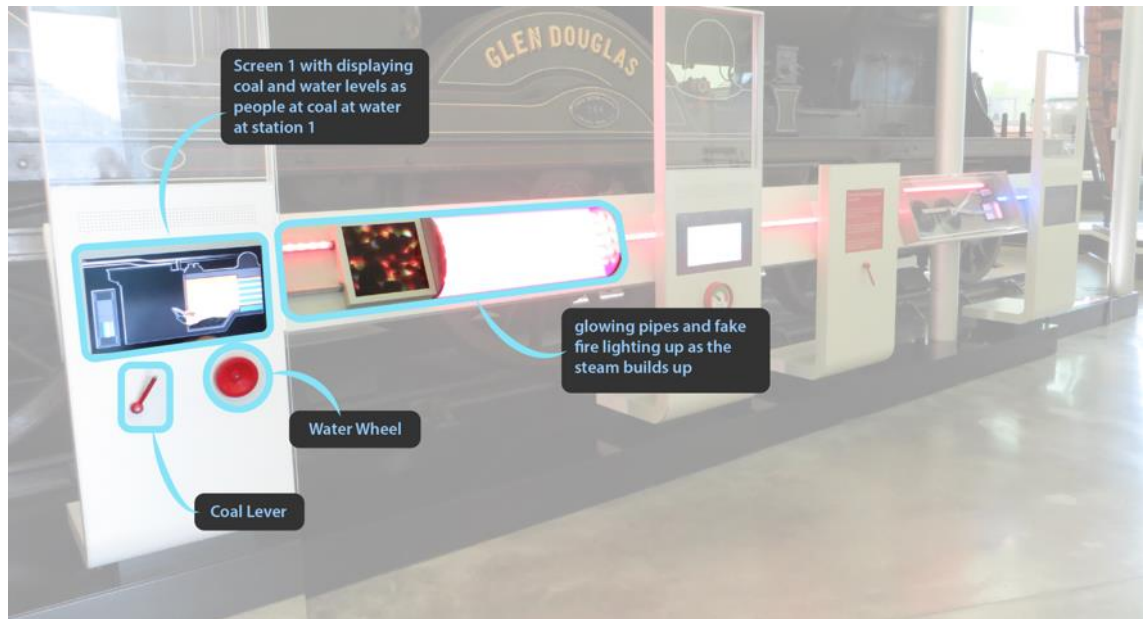 GLEN DOUGLAS
Screen 1 with displaying
coal and water levels as
people at coal at water
at station 1
glowing pipes and fake
fire lighting up as the
steam builds up
Water Wheel
Coal Lever